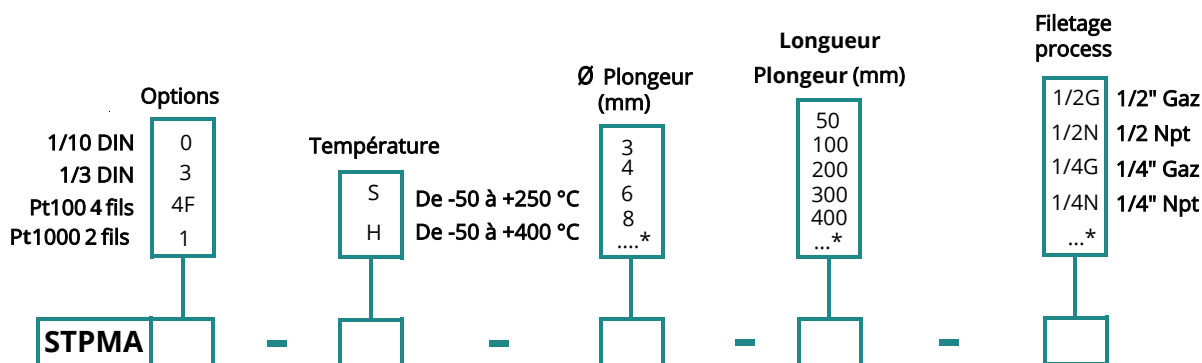 Options
1/10 DIN 0
1/3 DIN 3
Pt100 4 fils 4F
Pt1000 2 fils 1
Température
S De -50 à +250 °C
H De -50 à +400 °C
Ø Plongeur
(mm)
3
4
6
8
....*
Longueur
Plongeur (mm)
50
100
200
300
400
...*
Filetage
process
1/2G 1/2" Gaz
1/2N 1/2 Npt
1/4G 1/4" Gaz
1/4N 1/4" Npt
...*
STPMA - - - -